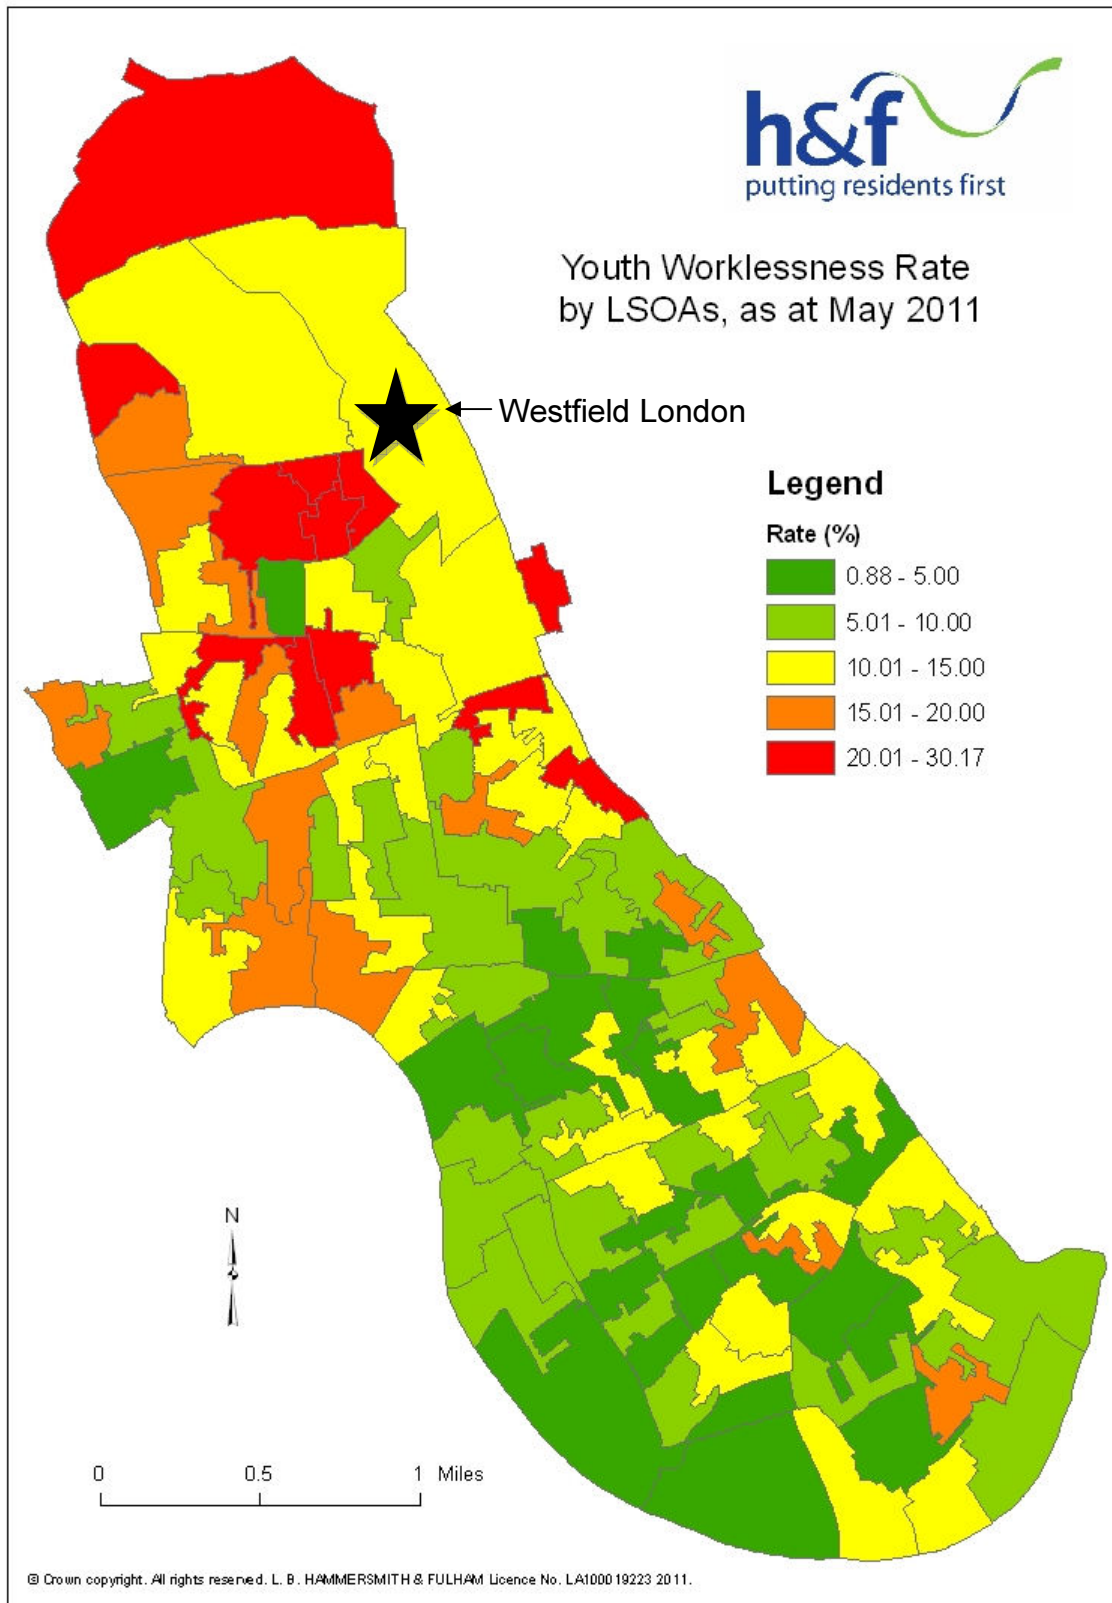 h&f
putting residents first
Youth Worklessness Rate
by LSOAs, as at May 2011
Westfield London
Legend
Rate (%)
0.88 - 5.00
5.01 - 10.00
10.01 - 15.00
15.01 - 20.00
20.01 - 30.17
N
0 0.5 1 Miles
© Crown copyright. All rights reserved. L. B. HAMMERSMITH & FULHAM Licence No. LA100019223 2011.